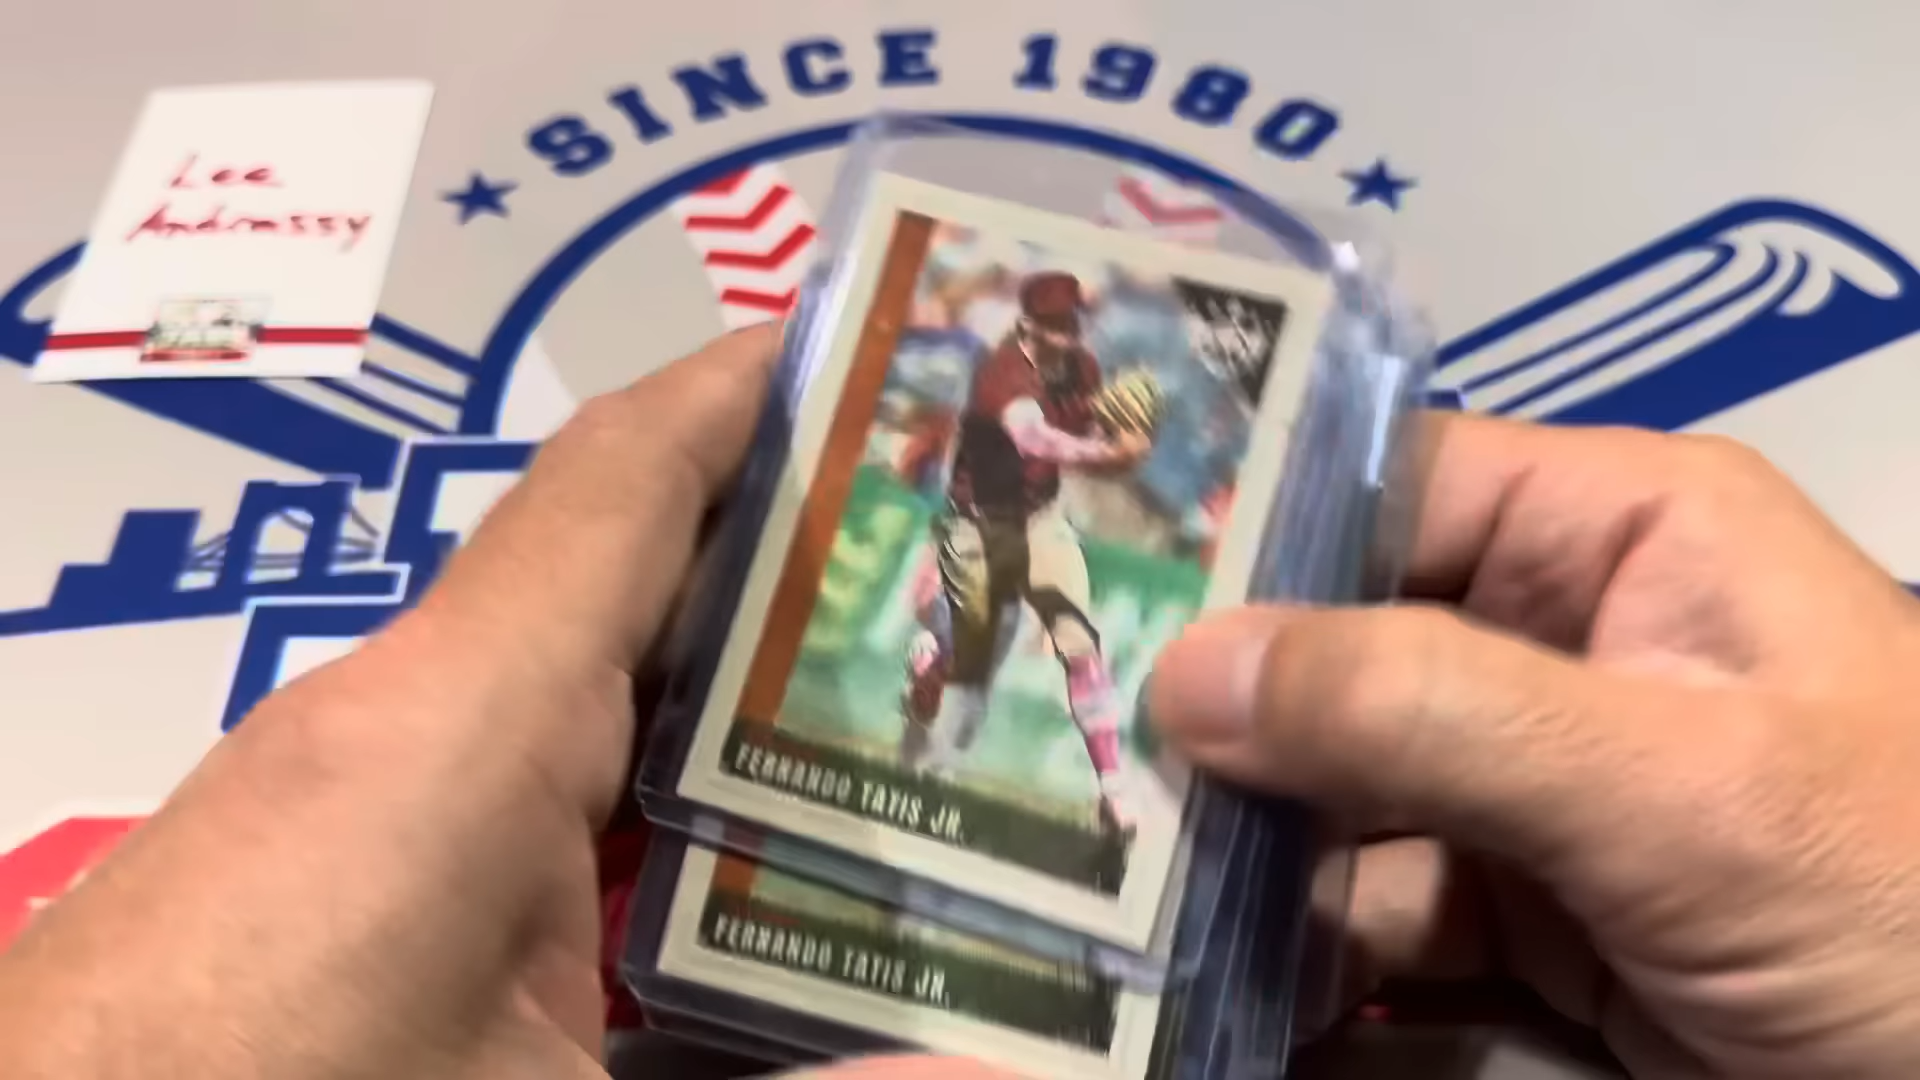 SINCE 1980
Lee
Andrassy
FERNANDO TATIS JR.
FERNANDO TATIS JR.